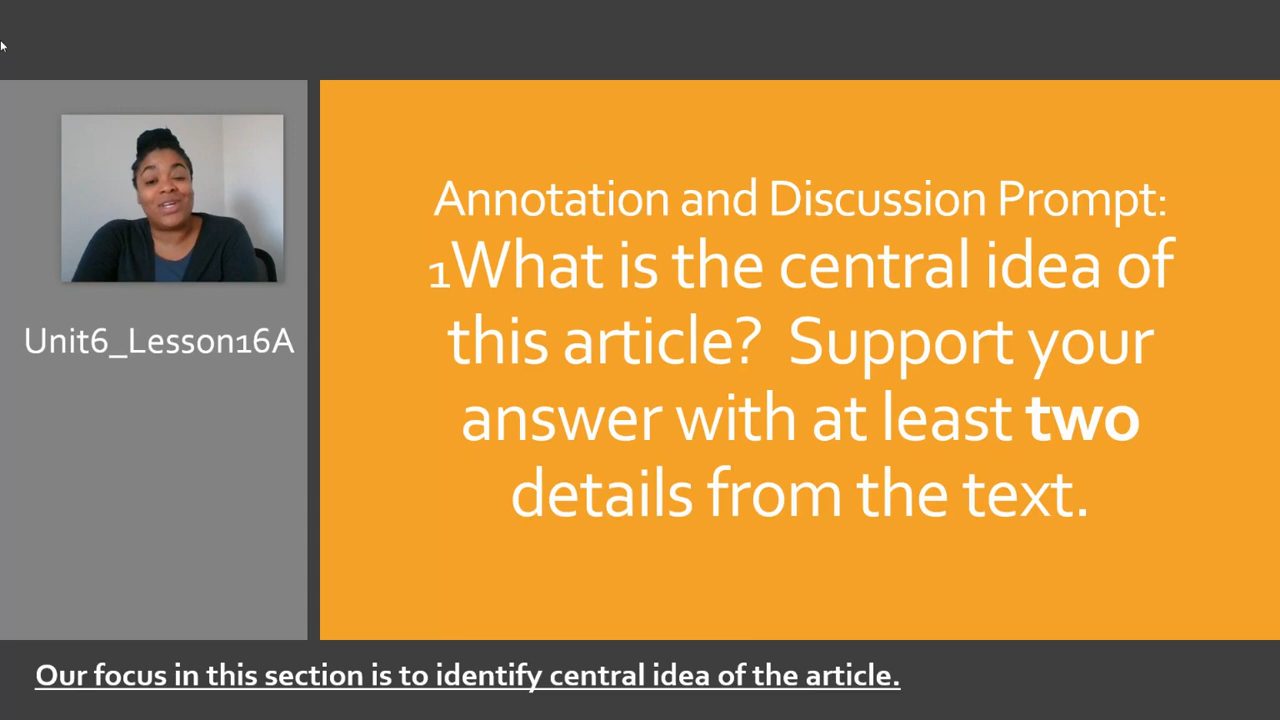 Unit6_Lesson16A
Annotation and Discussion Prompt:
1What is the central idea of
this article?  Support your
answer with at least two
details from the text.
Our focus in this section is to identify central idea of the article.